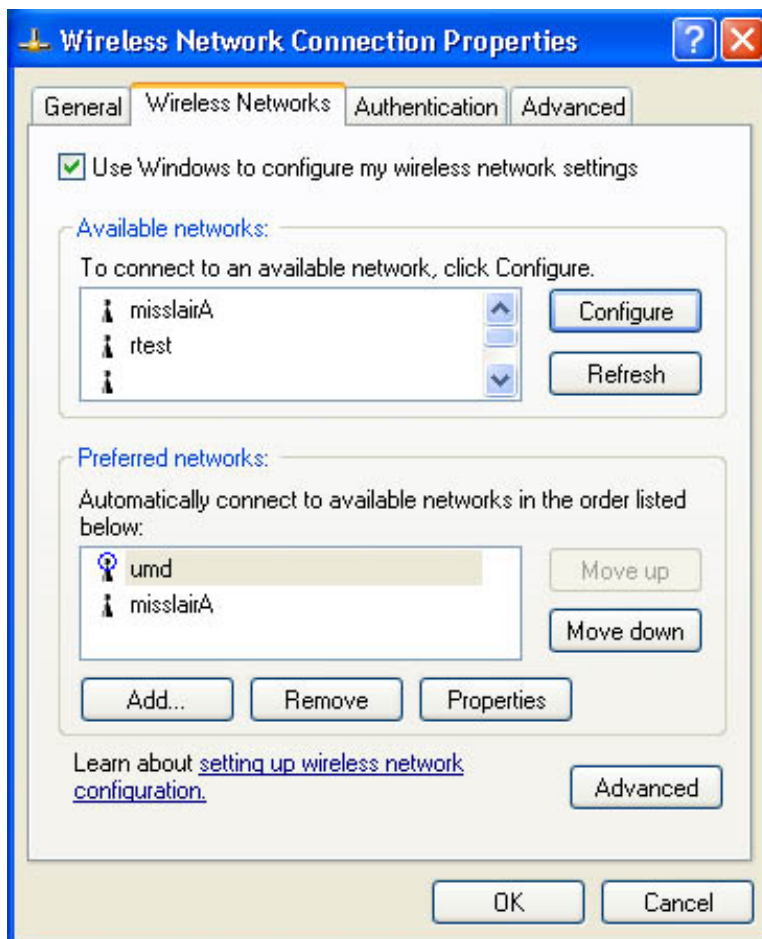 Wireless Network Connection Properties
General Wireless Networks Authentication Advanced
Use Windows to configure my wireless network settings
Available networks:
To connect to an available network, click Configure.
misslairA
rtest
Configure
Refresh
Preferred networks:
Automatically connect to available networks in the order listed
below:
umd
misslairA
Move up
Move down
Add... Remove Properties
Learn about setting up wireless network
configuration.
Advanced
OK Cancel